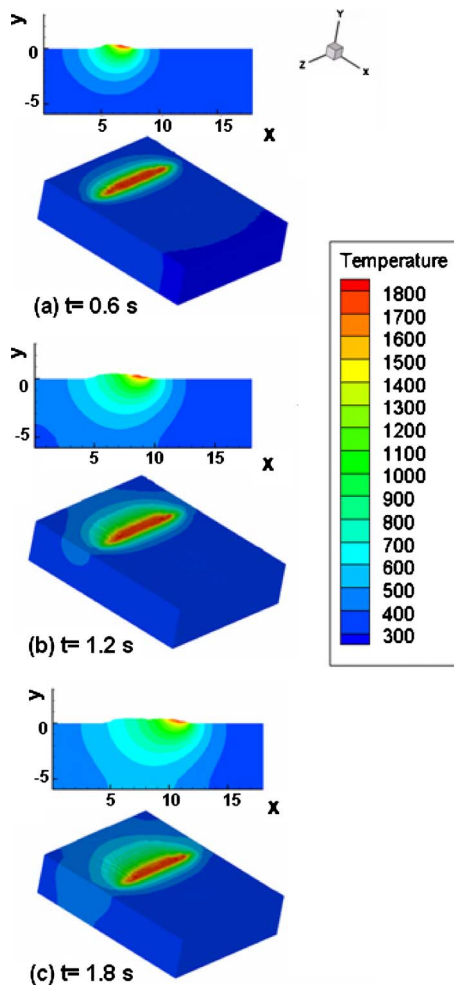 y
0
-5
5 10 15
x
Y
Z
X
(a) t= 0.6 s
Temperature
1800
1700
1600
1500
1400
1300
1200
1100
1000
900
800
700
600
500
400
300
y
0
-5
5 10 15
x
(b) t= 1.2 s
y
0
-5
5 10 15
x
(c) t= 1.8 s